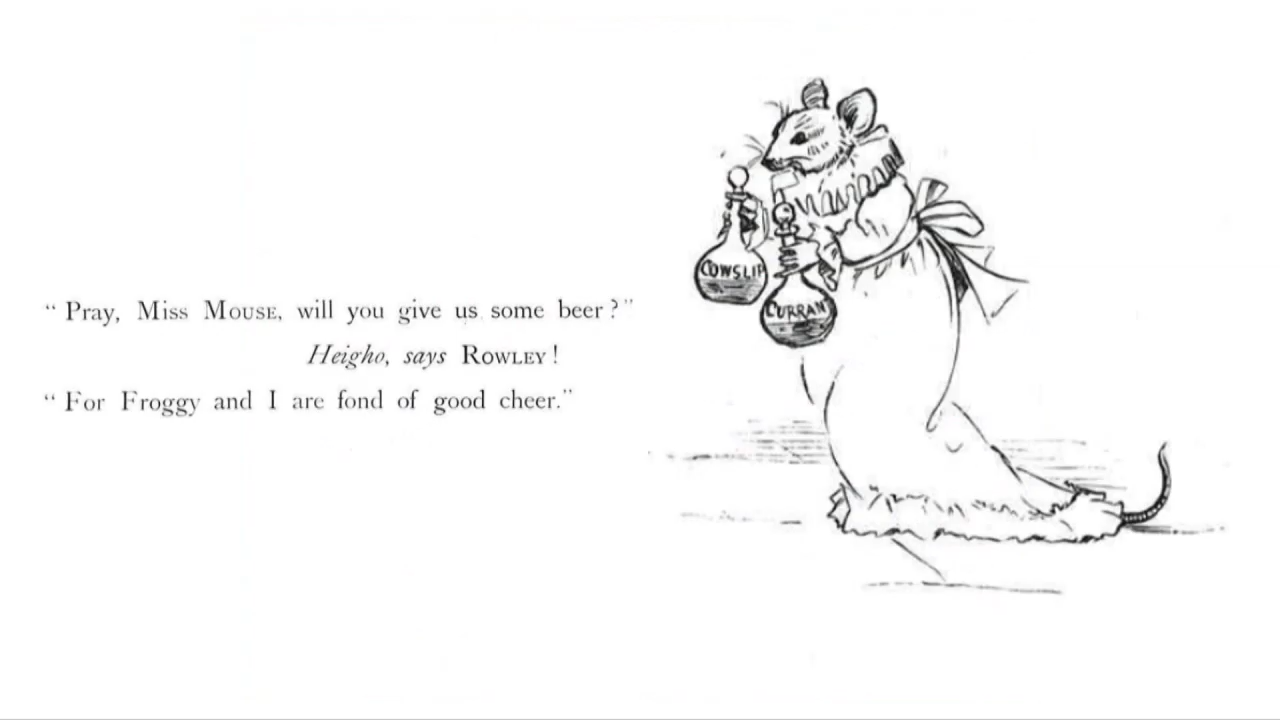 “ Pray, Miss Mouse, will you give us some beer ? ”
Heigho, says Rowley !
“ For Froggy and I are fond of good cheer.”
COWSLIP
CURRANT